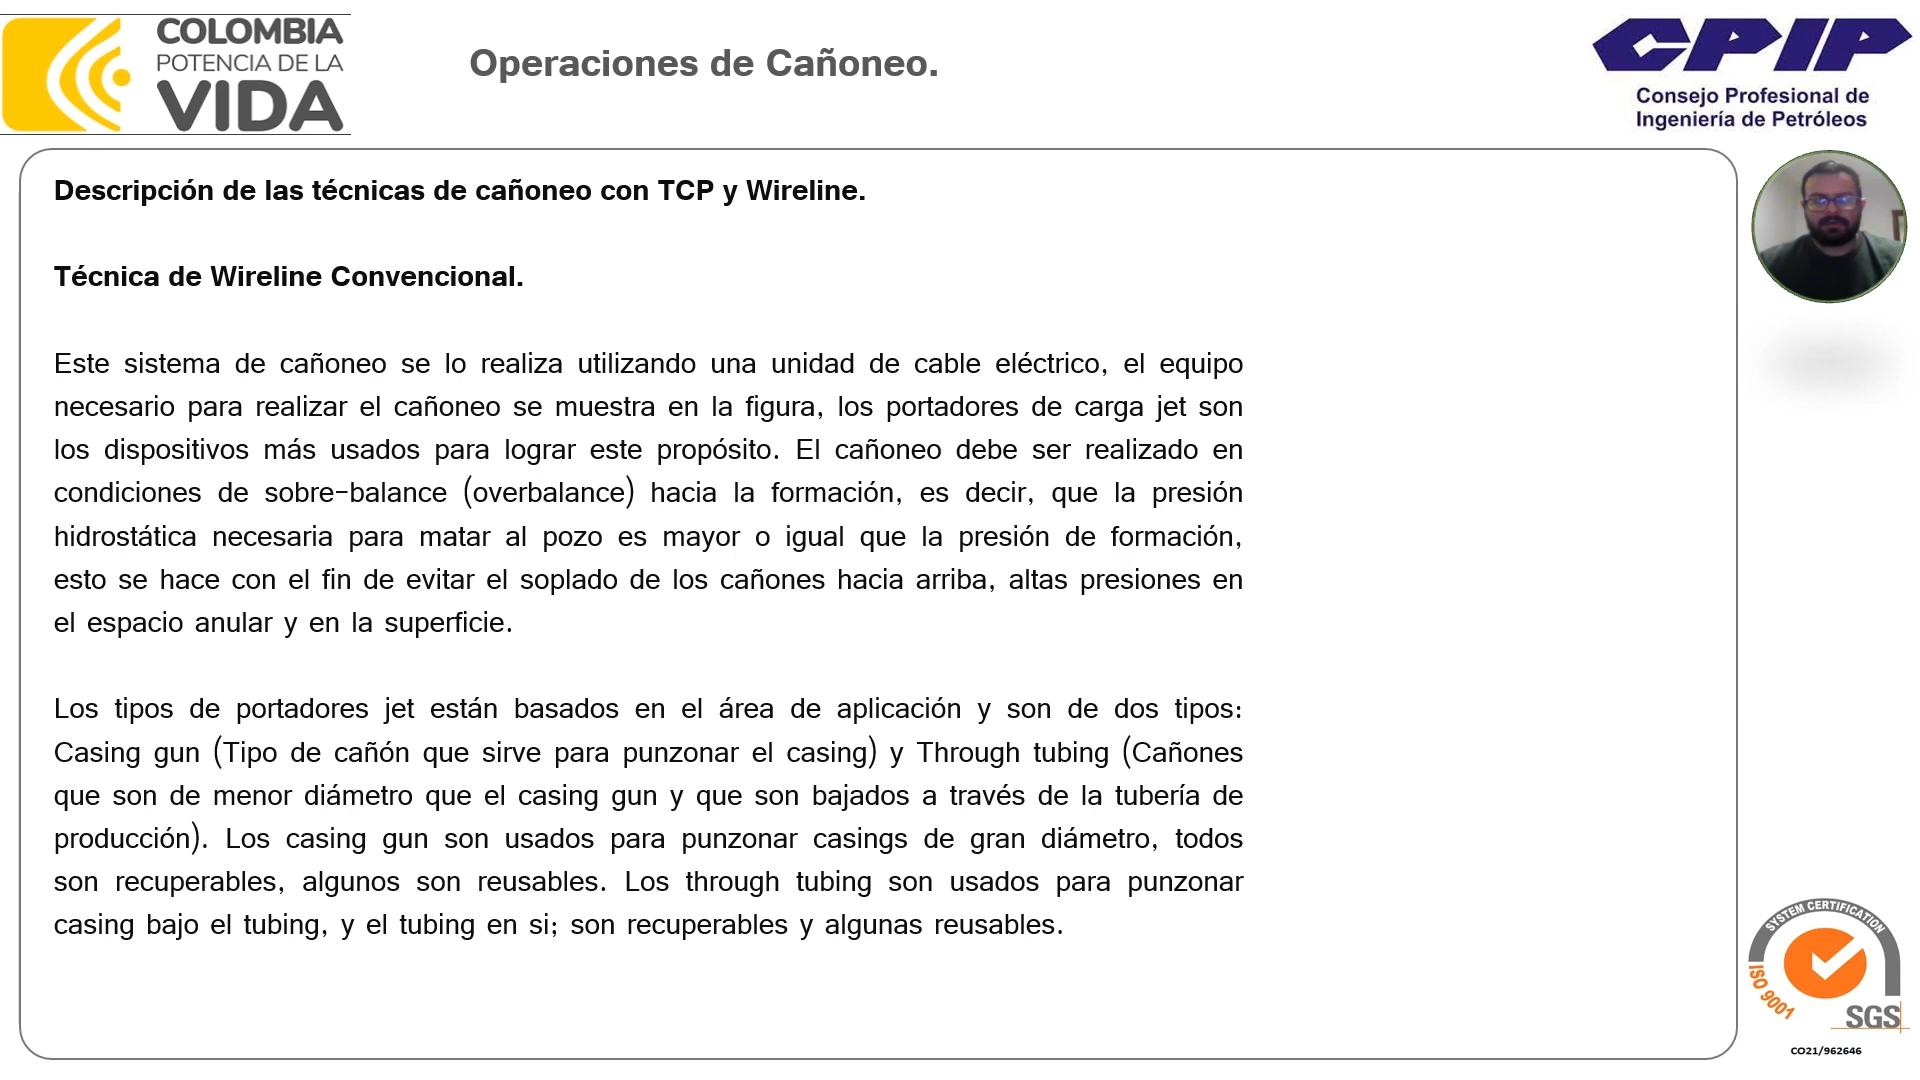 COLOMBIA
POTENCIA DE LA
VIDA
Operaciones de Cañoneo.
CPIP
Consejo Profesional de
Ingeniería de Petróleos
Descripción de las técnicas de cañoneo con TCP y Wireline.
Técnica de Wireline Convencional.
Este sistema de cañoneo se lo realiza utilizando una unidad de cable eléctrico, el equipo
necesario para realizar el cañoneo se muestra en la figura, los portadores de carga jet son
los dispositivos más usados para lograr este propósito. El cañoneo debe ser realizado en
condiciones de sobre-balance (overbalance) hacia la formación, es decir, que la presión
hidrostática necesaria para matar al pozo es mayor o igual que la presión de formación,
esto se hace con el fin de evitar el soplado de los cañones hacia arriba, altas presiones en
el espacio anular y en la superficie.
Los tipos de portadores jet están basados en el área de aplicación y son de dos tipos:
Casing gun (Tipo de cañón que sirve para punzonar el casing) y Through tubing (Cañones
que son de menor diámetro que el casing gun y que son bajados a través de la tubería de
producción). Los casing gun son usados para punzonar casings de gran diámetro, todos
son recuperables, algunos son reusables. Los through tubing son usados para punzonar
casing bajo el tubing, y el tubing en si; son recuperables y algunas reusables.
SYSTEM CERTIFICATION
ISO 9001
SGS
CO21/962646